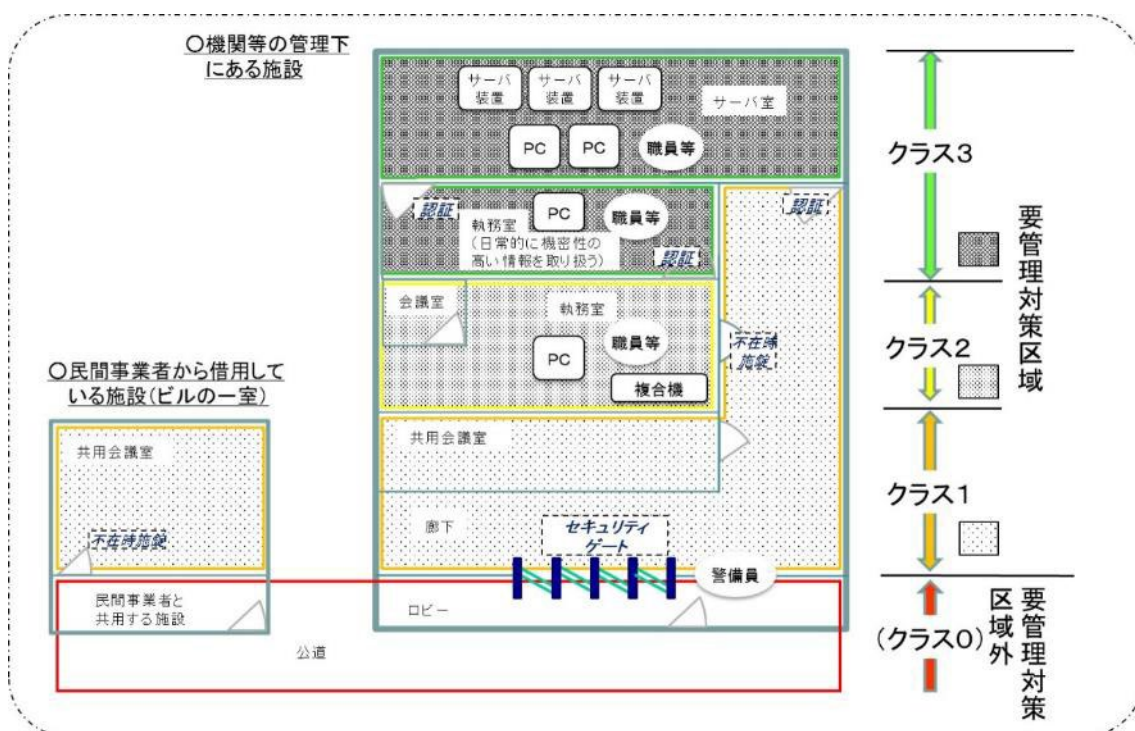 〇機関等の管理下
にある施設
サーバ
装置
サーバ
装置
サーバ
装置
サーバ室
PC
PC
職員等
認証
執務室
(日常的に機密性の
高い情報を取り扱う)
PC
職員等
認証
認証
会議室
執務室
PC
職員等
複合機
不在時
施錠
共用会議室
廊下
セキュリティ
ゲート
警備員
ロビー
〇民間事業者から借用して
いる施設(ビルの一室)
共用会議室
不在時施錠
民間事業者と
共用する施設
公道
クラス3
クラス2
クラス1
(クラス0)
要管理対策区域
要管理対策
区域外